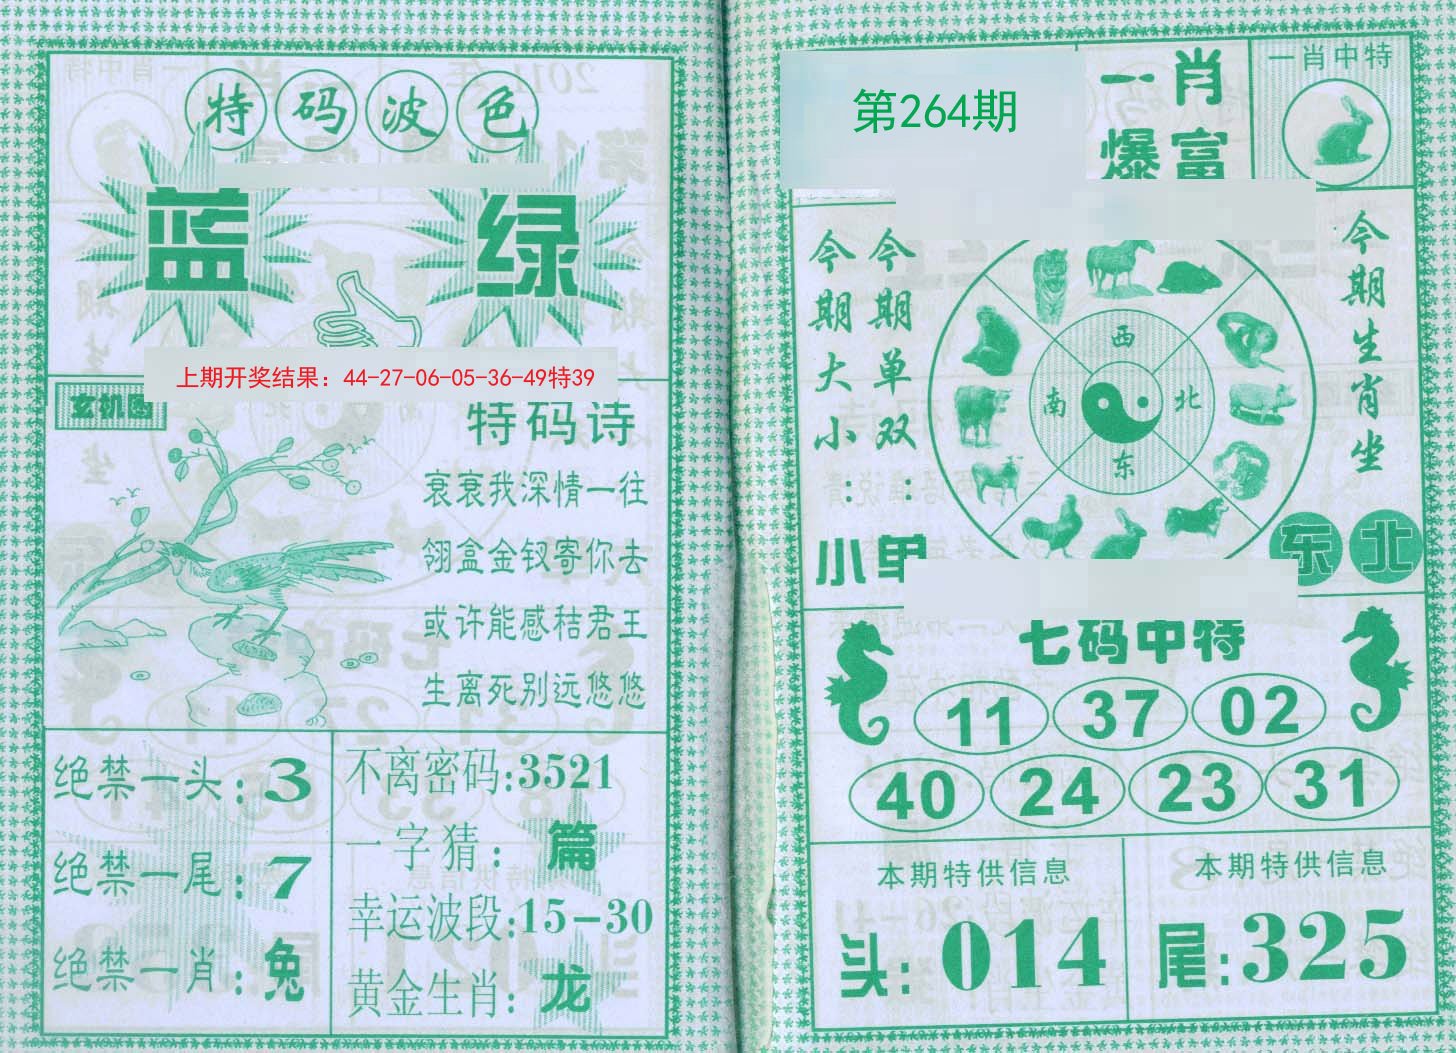 特码波色
蓝 绿
上期开奖结果：44-27-06-05-36-49特39
玄机图
特码诗
衰衰我深情一往
翎盒金钗寄你去
或许能感秸君王
生离死别远悠悠
绝禁一头：3
绝禁一尾：7
绝禁一肖：兔
不离密码：3521
一字猜：篇
幸运波段：15-30
黄金生肖：龙
第264期
一肖
爆富
一肖中特
今期大小：小
今期单双：单
西
南 北
东
今期生肖坐
东北
七码中特
11 37 02
40 24 23 31
本期特供信息
头：014
本期特供信息
尾：325